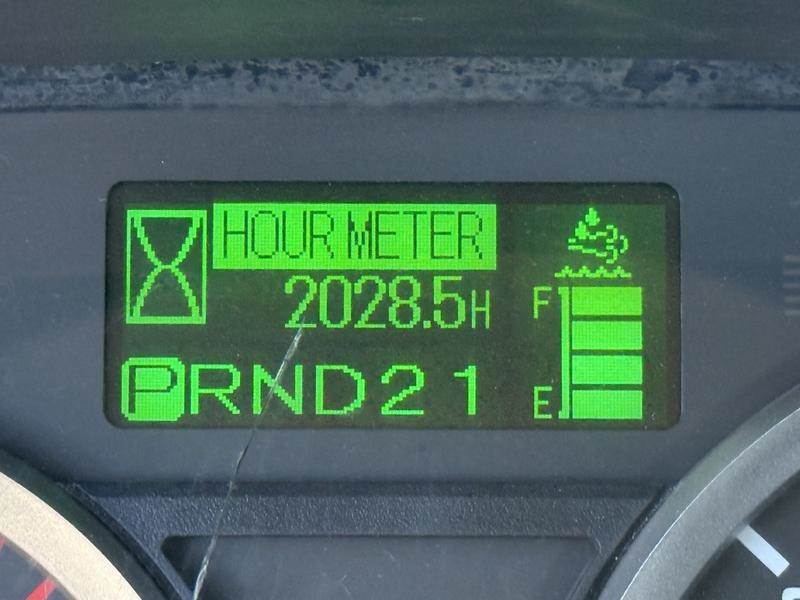 HOUR METER
2028.5H
PRND21
F
E